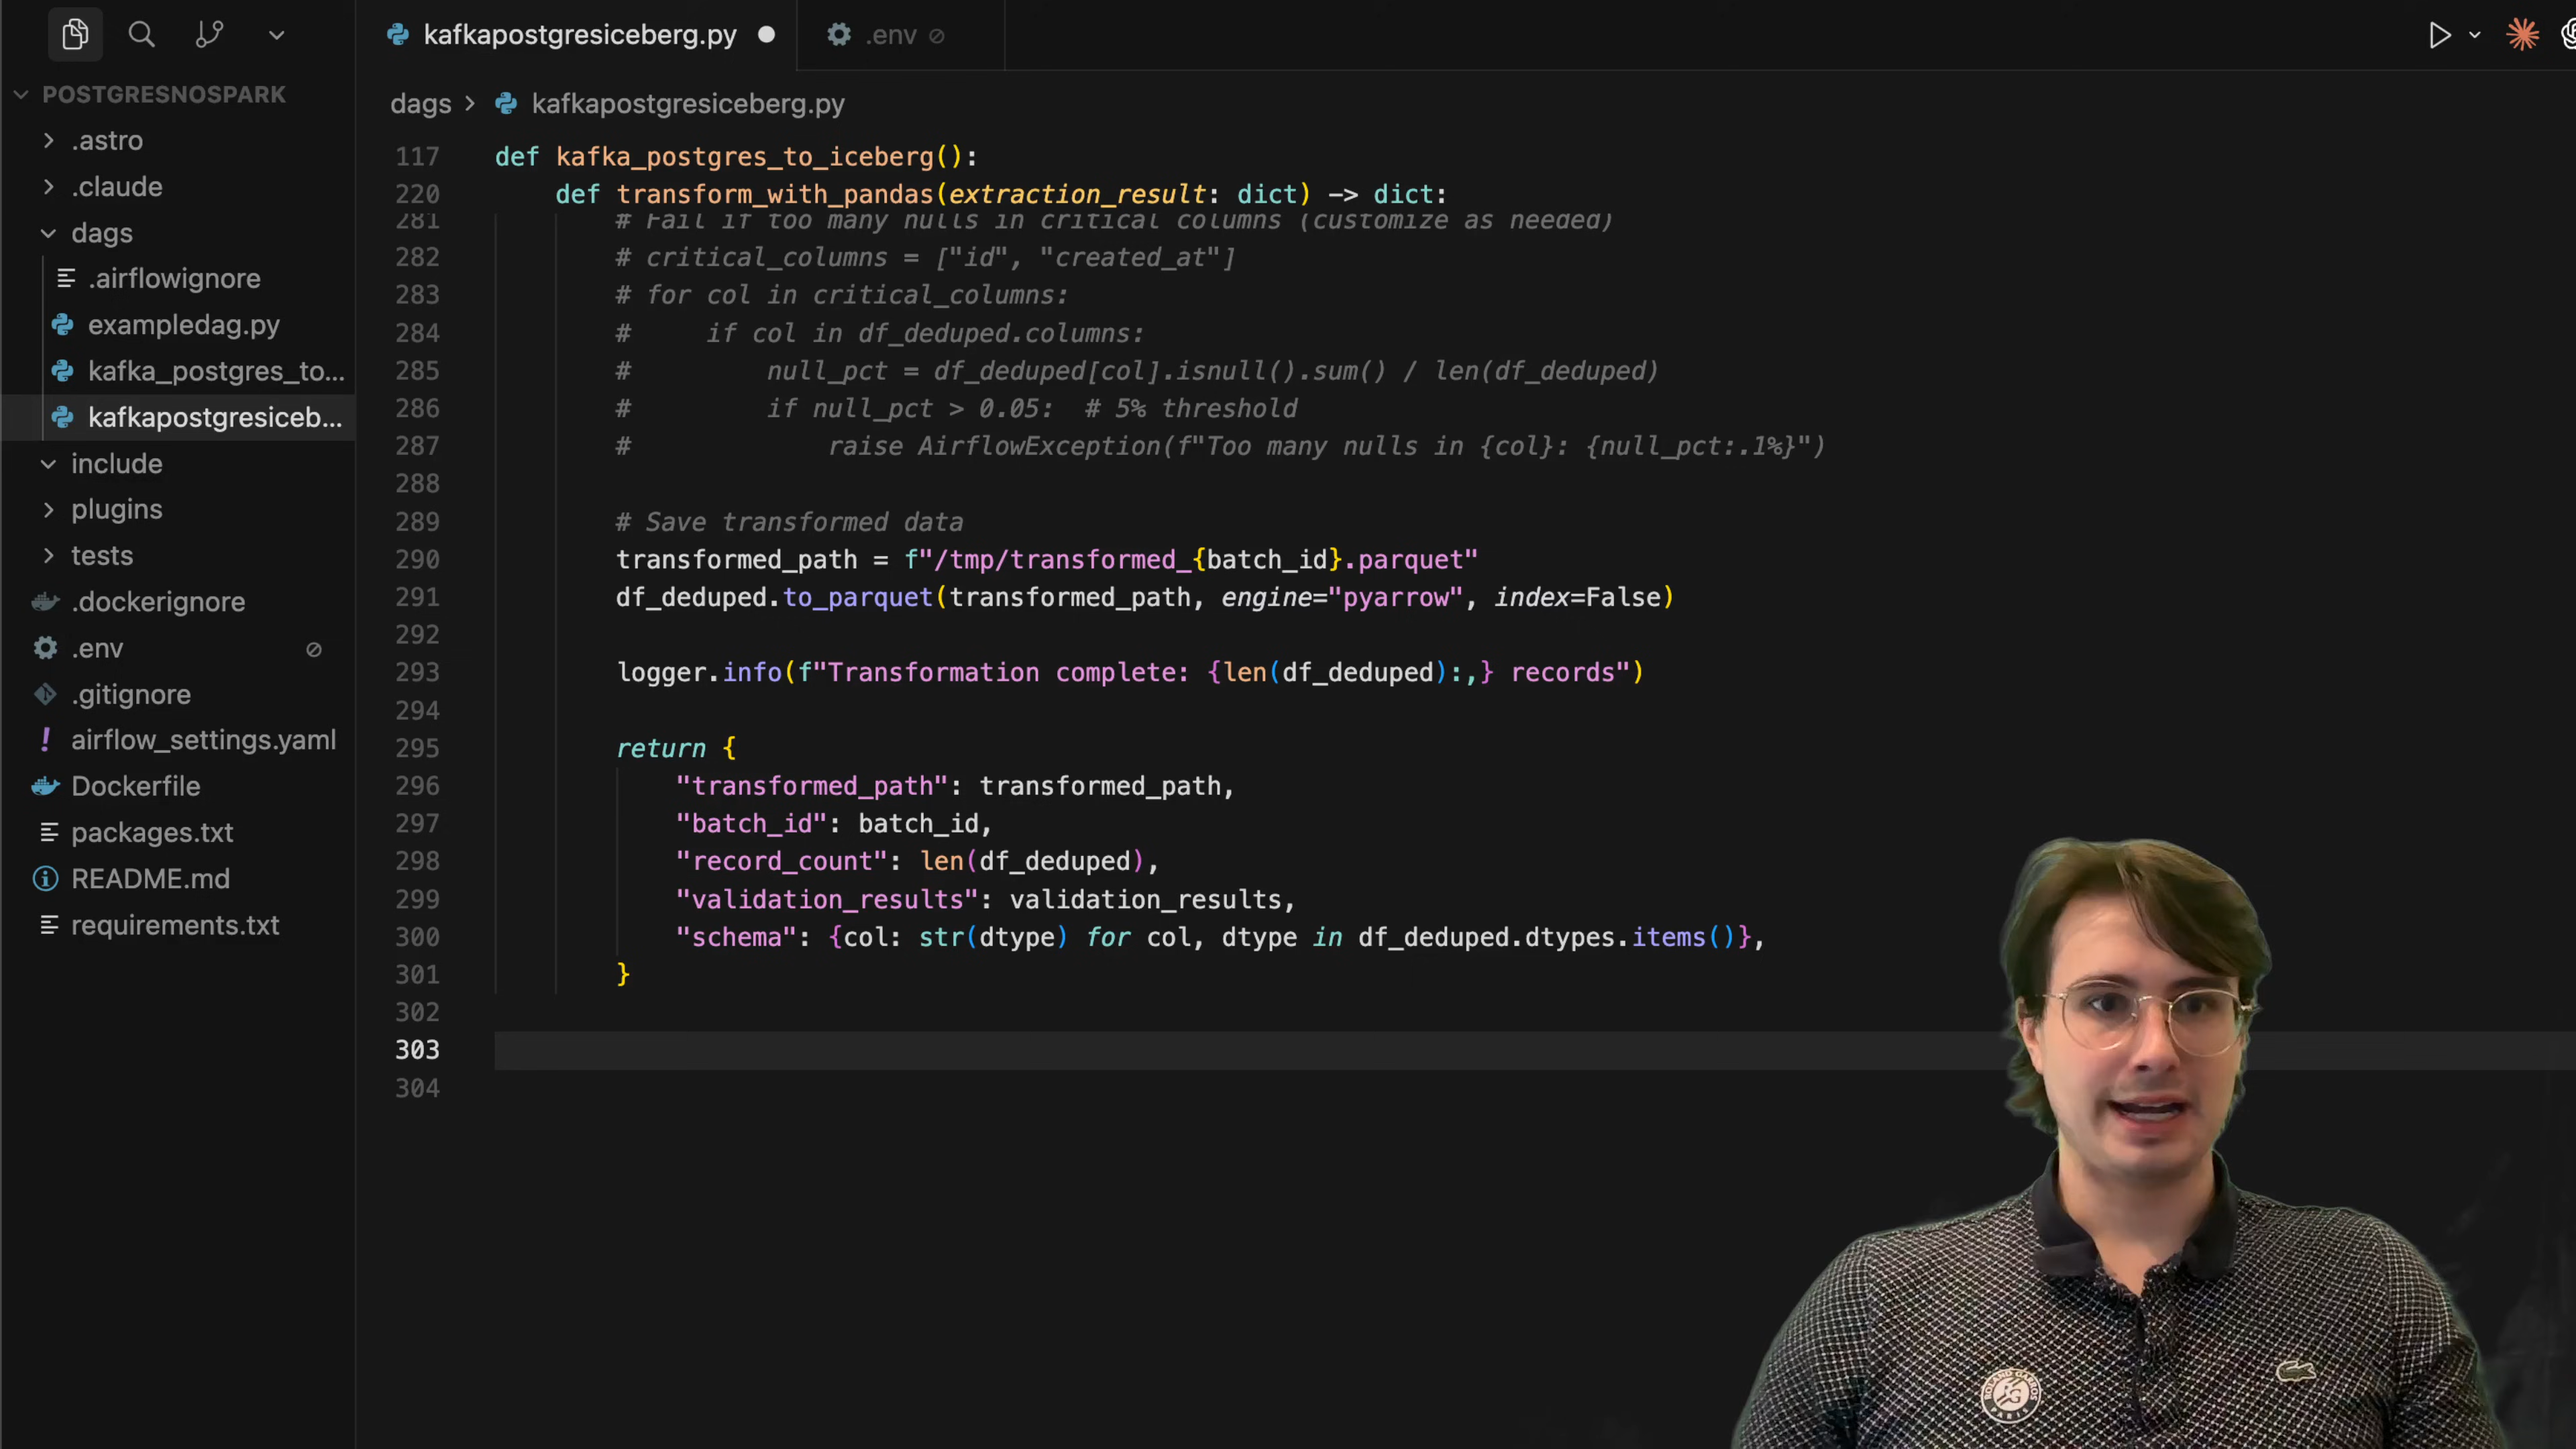 kafkapostgresiceberg.py
.env
POSTGRESNOSPARK
.astro
.claude
dags
.airflowignore
exampledag.py
kafka_postgres_to...
kafkapostgresiceb...
include
plugins
tests
.dockerignore
.env
.gitignore
airflow_settings.yaml
Dockerfile
packages.txt
README.md
requirements.txt
dags > kafkapostgresiceberg.py
117 def kafka_postgres_to_iceberg():
220 def transform_with_pandas(extraction_result: dict) -> dict:
281 # Fail if too many nulls in critical columns (customize as needed)
282 # critical_columns = ["id", "created_at"]
283 # for col in critical_columns:
284 #     if col in df_deduped.columns:
285 #         null_pct = df_deduped[col].isnull().sum() / len(df_deduped)
286 #         if null_pct > 0.05:  # 5% threshold
287 #             raise AirflowException(f"Too many nulls in {col}: {null_pct:.1%}")
288
289 # Save transformed data
290 transformed_path = f"/tmp/transformed_{batch_id}.parquet"
291 df_deduped.to_parquet(transformed_path, engine="pyarrow", index=False)
292
293 logger.info(f"Transformation complete: {len(df_deduped):,} records")
294
295 return {
296 "transformed_path": transformed_path,
297 "batch_id": batch_id,
298 "record_count": len(df_deduped),
299 "validation_results": validation_results,
300 "schema": {col: str(dtype) for col, dtype in df_deduped.dtypes.items()},
301 }
302
303
304
ROLAND GARROS
RG
PARIS